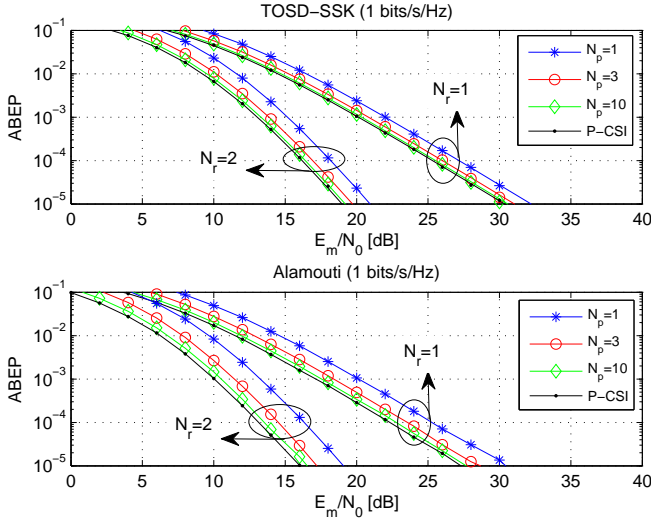 TOSD−SSK (1 bits/s/Hz)
ABEP
10^-1
10^-2
10^-3
10^-4
10^-5
N_r=1
N_r=2
N_p=1
N_p=3
N_p=10
P−CSI
0 5 10 15 20 25 30 35 40
E_m/N_0 [dB]
Alamouti (1 bits/s/Hz)
ABEP
10^-1
10^-2
10^-3
10^-4
10^-5
N_r=1
N_r=2
N_p=1
N_p=3
N_p=10
P−CSI
0 5 10 15 20 25 30 35 40
E_m/N_0 [dB]